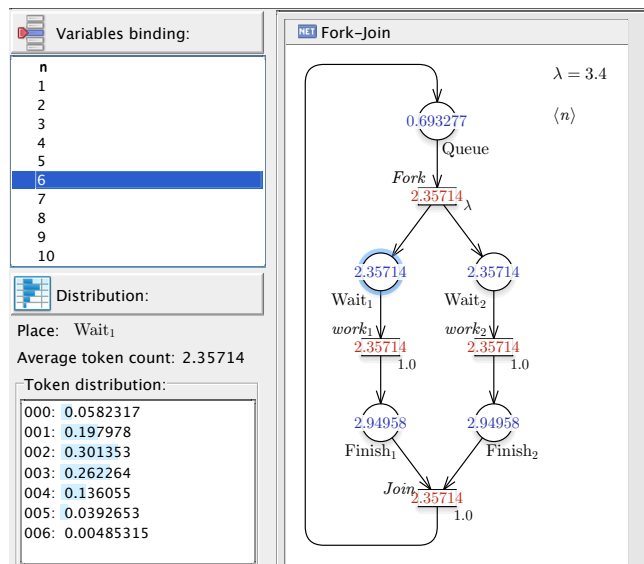 Variables binding:
n
1
2
3
4
5
6
7
8
9
10
Distribution:
Place: Wait₁
Average token count: 2.35714
Token distribution:
000: 0.0582317
001: 0.197978
002: 0.301353
003: 0.262264
004: 0.136055
005: 0.0392653
006: 0.00485315
NET Fork-Join
λ = 3.4
⟨n⟩
0.693277
Queue
Fork
2.35714
λ
2.35714 2.35714
Wait₁ Wait₂
work₁ work₂
2.35714 2.35714
1.0 1.0
2.94958 2.94958
Finish₁ Finish₂
Join
2.35714
1.0